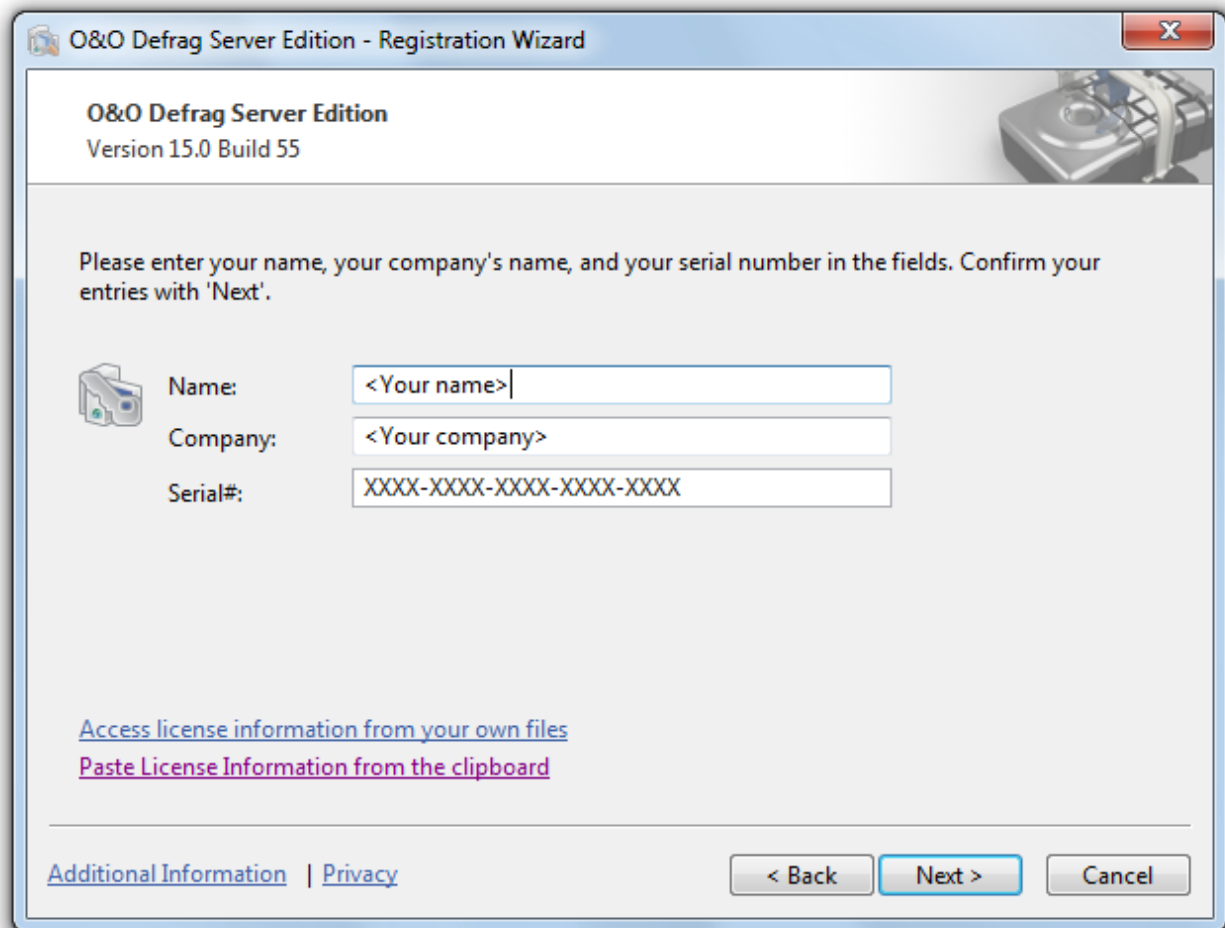 O&O Defrag Server Edition - Registration Wizard
O&O Defrag Server Edition
Version 15.0 Build 55
Please enter your name, your company's name, and your serial number in the fields. Confirm your
entries with 'Next'.
Name: <Your name>
Company: <Your company>
Serial#: XXXX-XXXX-XXXX-XXXX-XXXX
Access license information from your own files
Paste License Information from the clipboard
Additional Information | Privacy < Back Next > Cancel